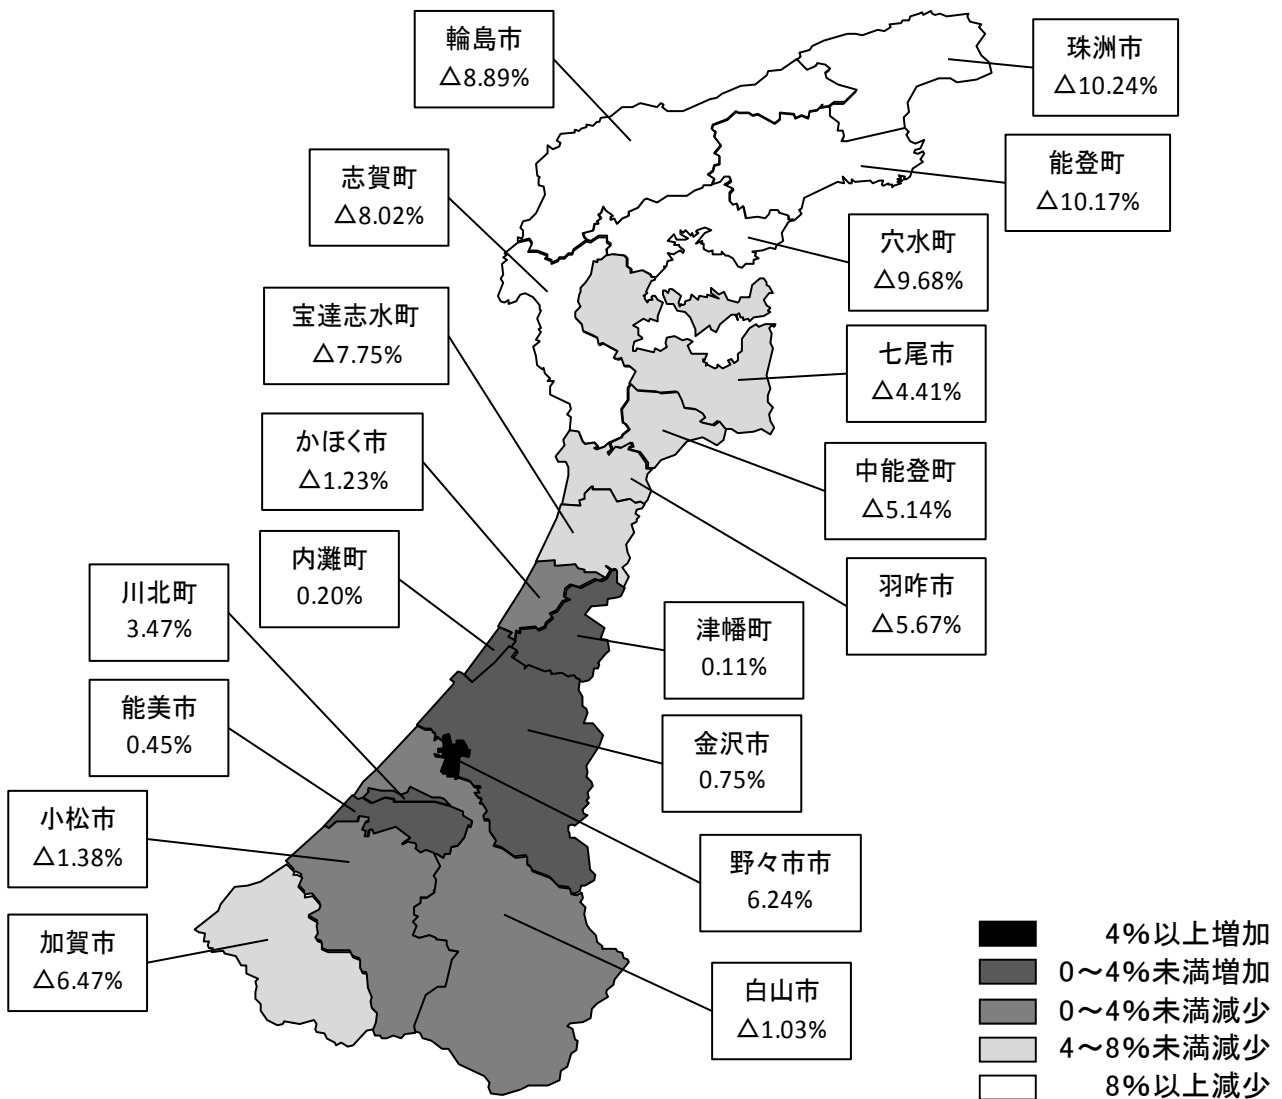 輪島市
△8.89%
珠洲市
△10.24%
志賀町
△8.02%
能登町
△10.17%
穴水町
△9.68%
宝達志水町
△7.75%
七尾市
△4.41%
かほく市
△1.23%
中能登町
△5.14%
内灘町
0.20%
羽咋市
△5.67%
川北町
3.47%
津幡町
0.11%
能美市
0.45%
金沢市
0.75%
小松市
△1.38%
野々市市
6.24%
加賀市
△6.47%
白山市
△1.03%
4%以上増加
0～4%未満増加
0～4%未満減少
4～8%未満減少
8%以上減少